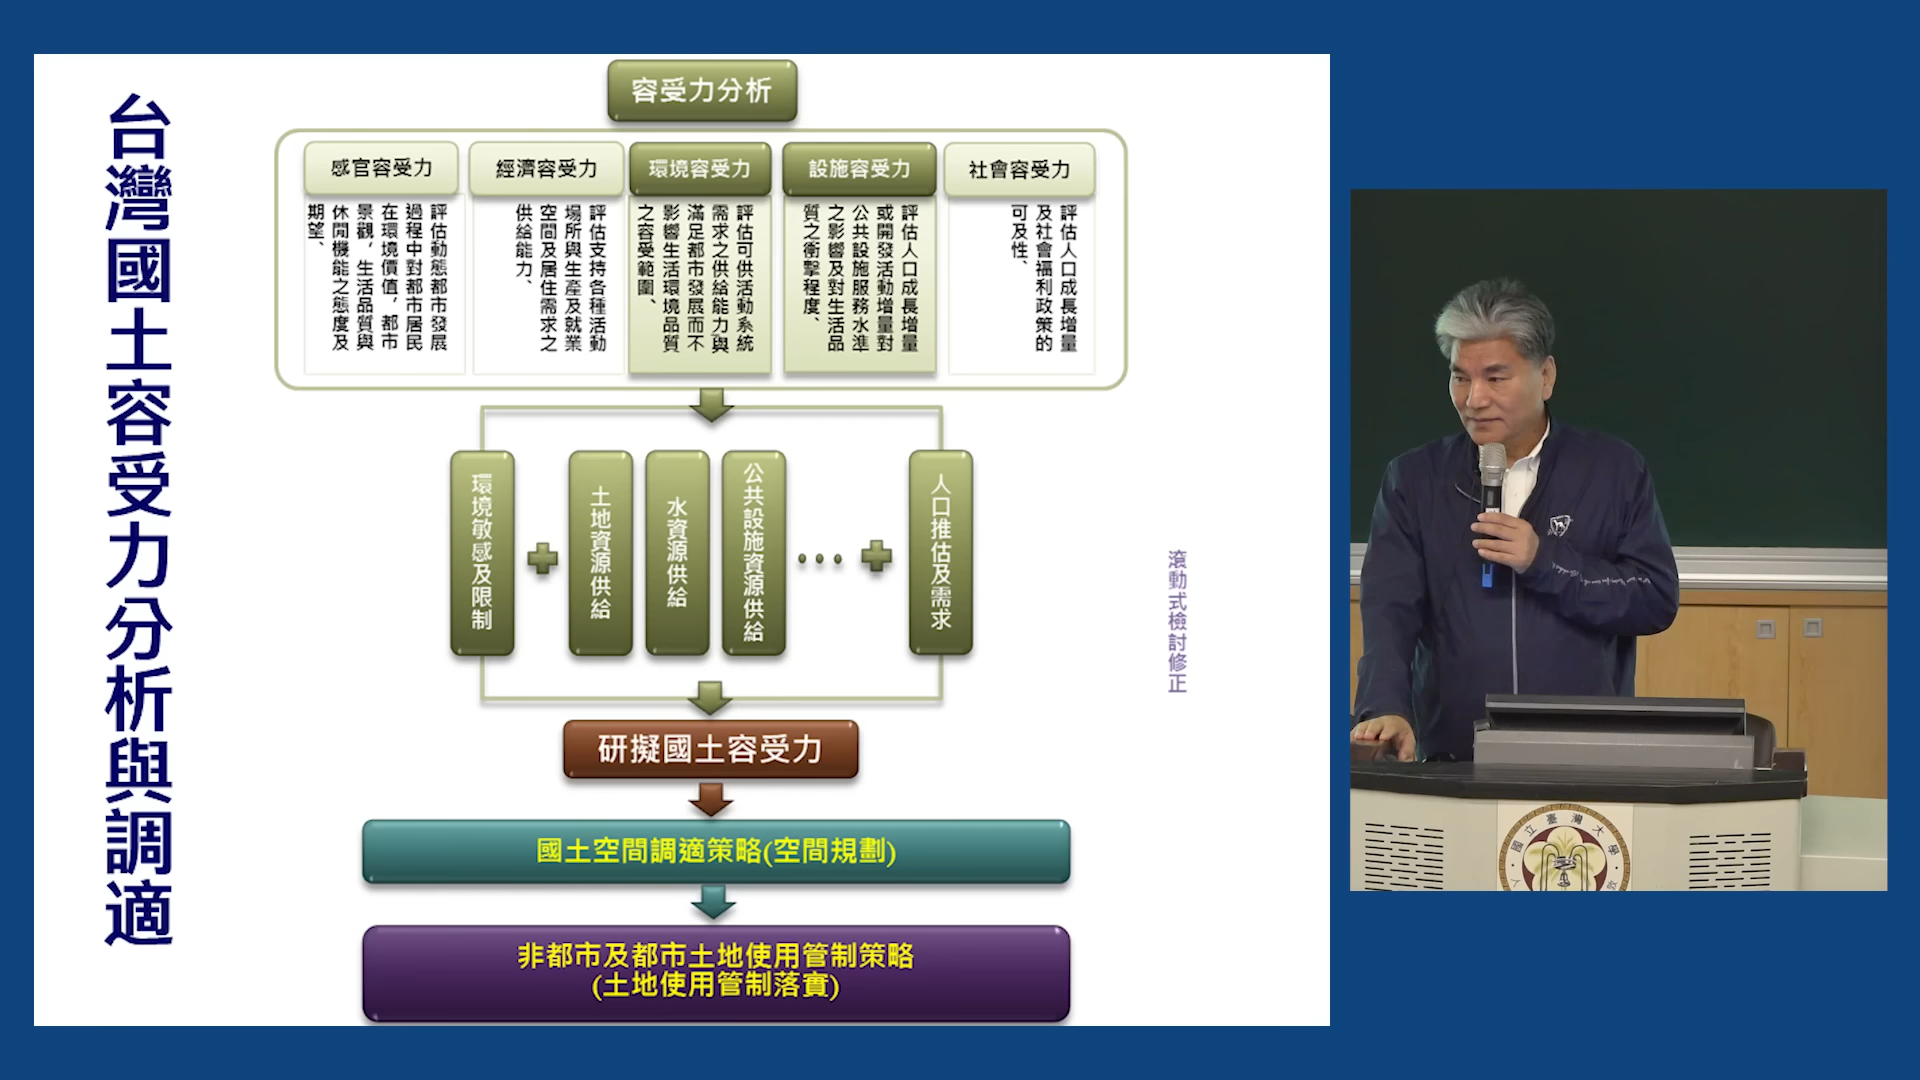 台灣國土容受力分析與調適
容受力分析
感官容受力
評估動態都市發展
過程中對都市居民
在環境價值，都市
景觀，生活品質與
休閒機能之態度及
期望、
經濟容受力
評估支持各種活動
場所與生產及就業
空間及居住需求之
供給能力、
環境容受力
評估可供活動系統
需求之供給能力與
滿足都市發展而不
影響生活環境品質
之容受範圍、
設施容受力
評估人口成長增量
或開發活動增量對
公共設施服務水準
之影響及對生活品
質之衝擊程度、
社會容受力
評估人口成長增量
及社會福利政策的
可及性、
環境敏感及限制
土地資源供給
水資源供給
公共設施資源供給
人口推估及需求
滾動式檢討修正
研擬國土容受力
國土空間調適策略(空間規劃)
非都市及都市土地使用管制策略
(土地使用管制落實)
國立臺灣大學